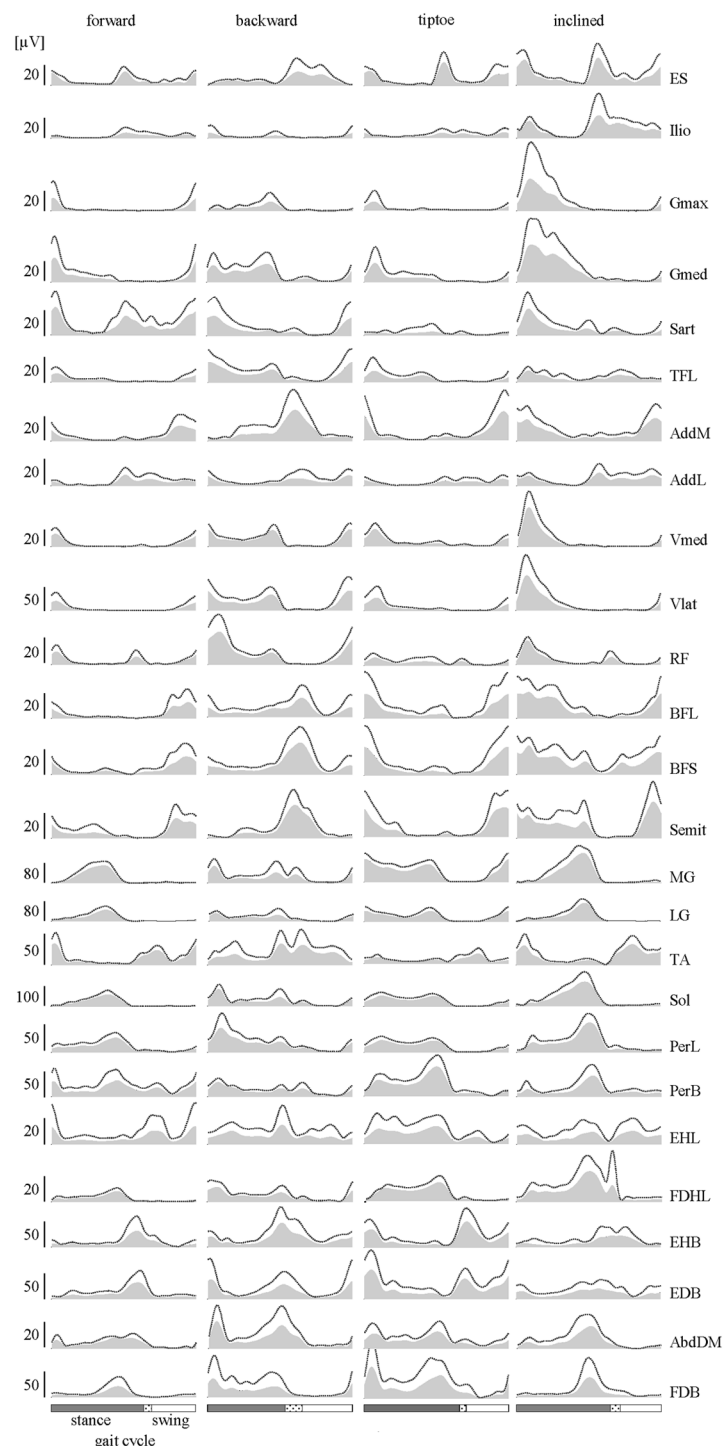 forward backward tiptoe inclined
[µV]
20 ES
20 Ilio
20 Gmax
20 Gmed
20 Sart
20 TFL
20 AddM
20 AddL
20 Vmed
50 Vlat
20 RF
20 BFL
20 BFS
20 Semit
80 MG
80 LG
50 TA
100 Sol
50 PerL
50 PerB
20 EHL
20 FDHL
50 EHB
50 EDB
20 AbdDM
50 FDB
stance swing
gait cycle